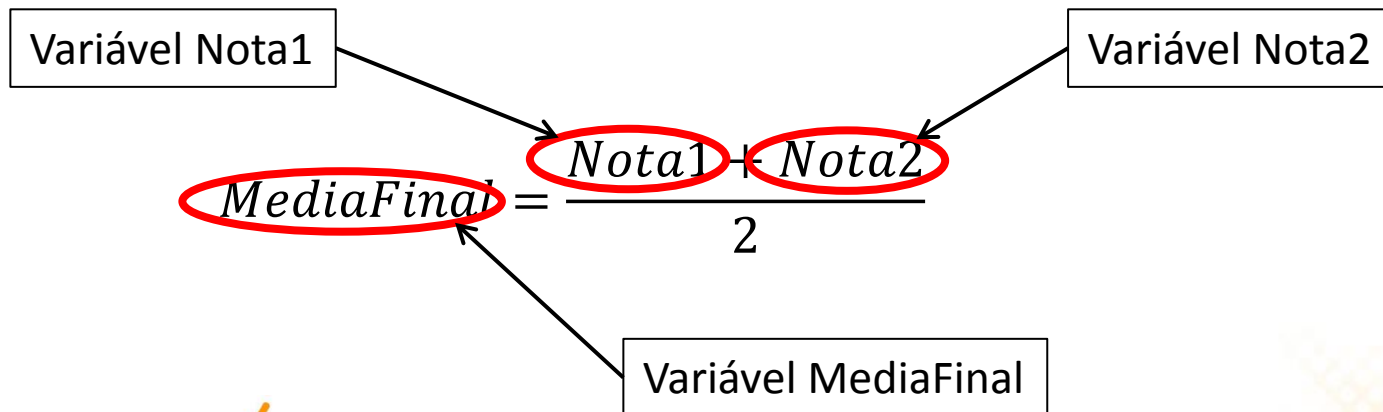 Variável Nota1
Variável Nota2
Nota1 + Nota2
MediaFinal =
2
Variável MediaFinal